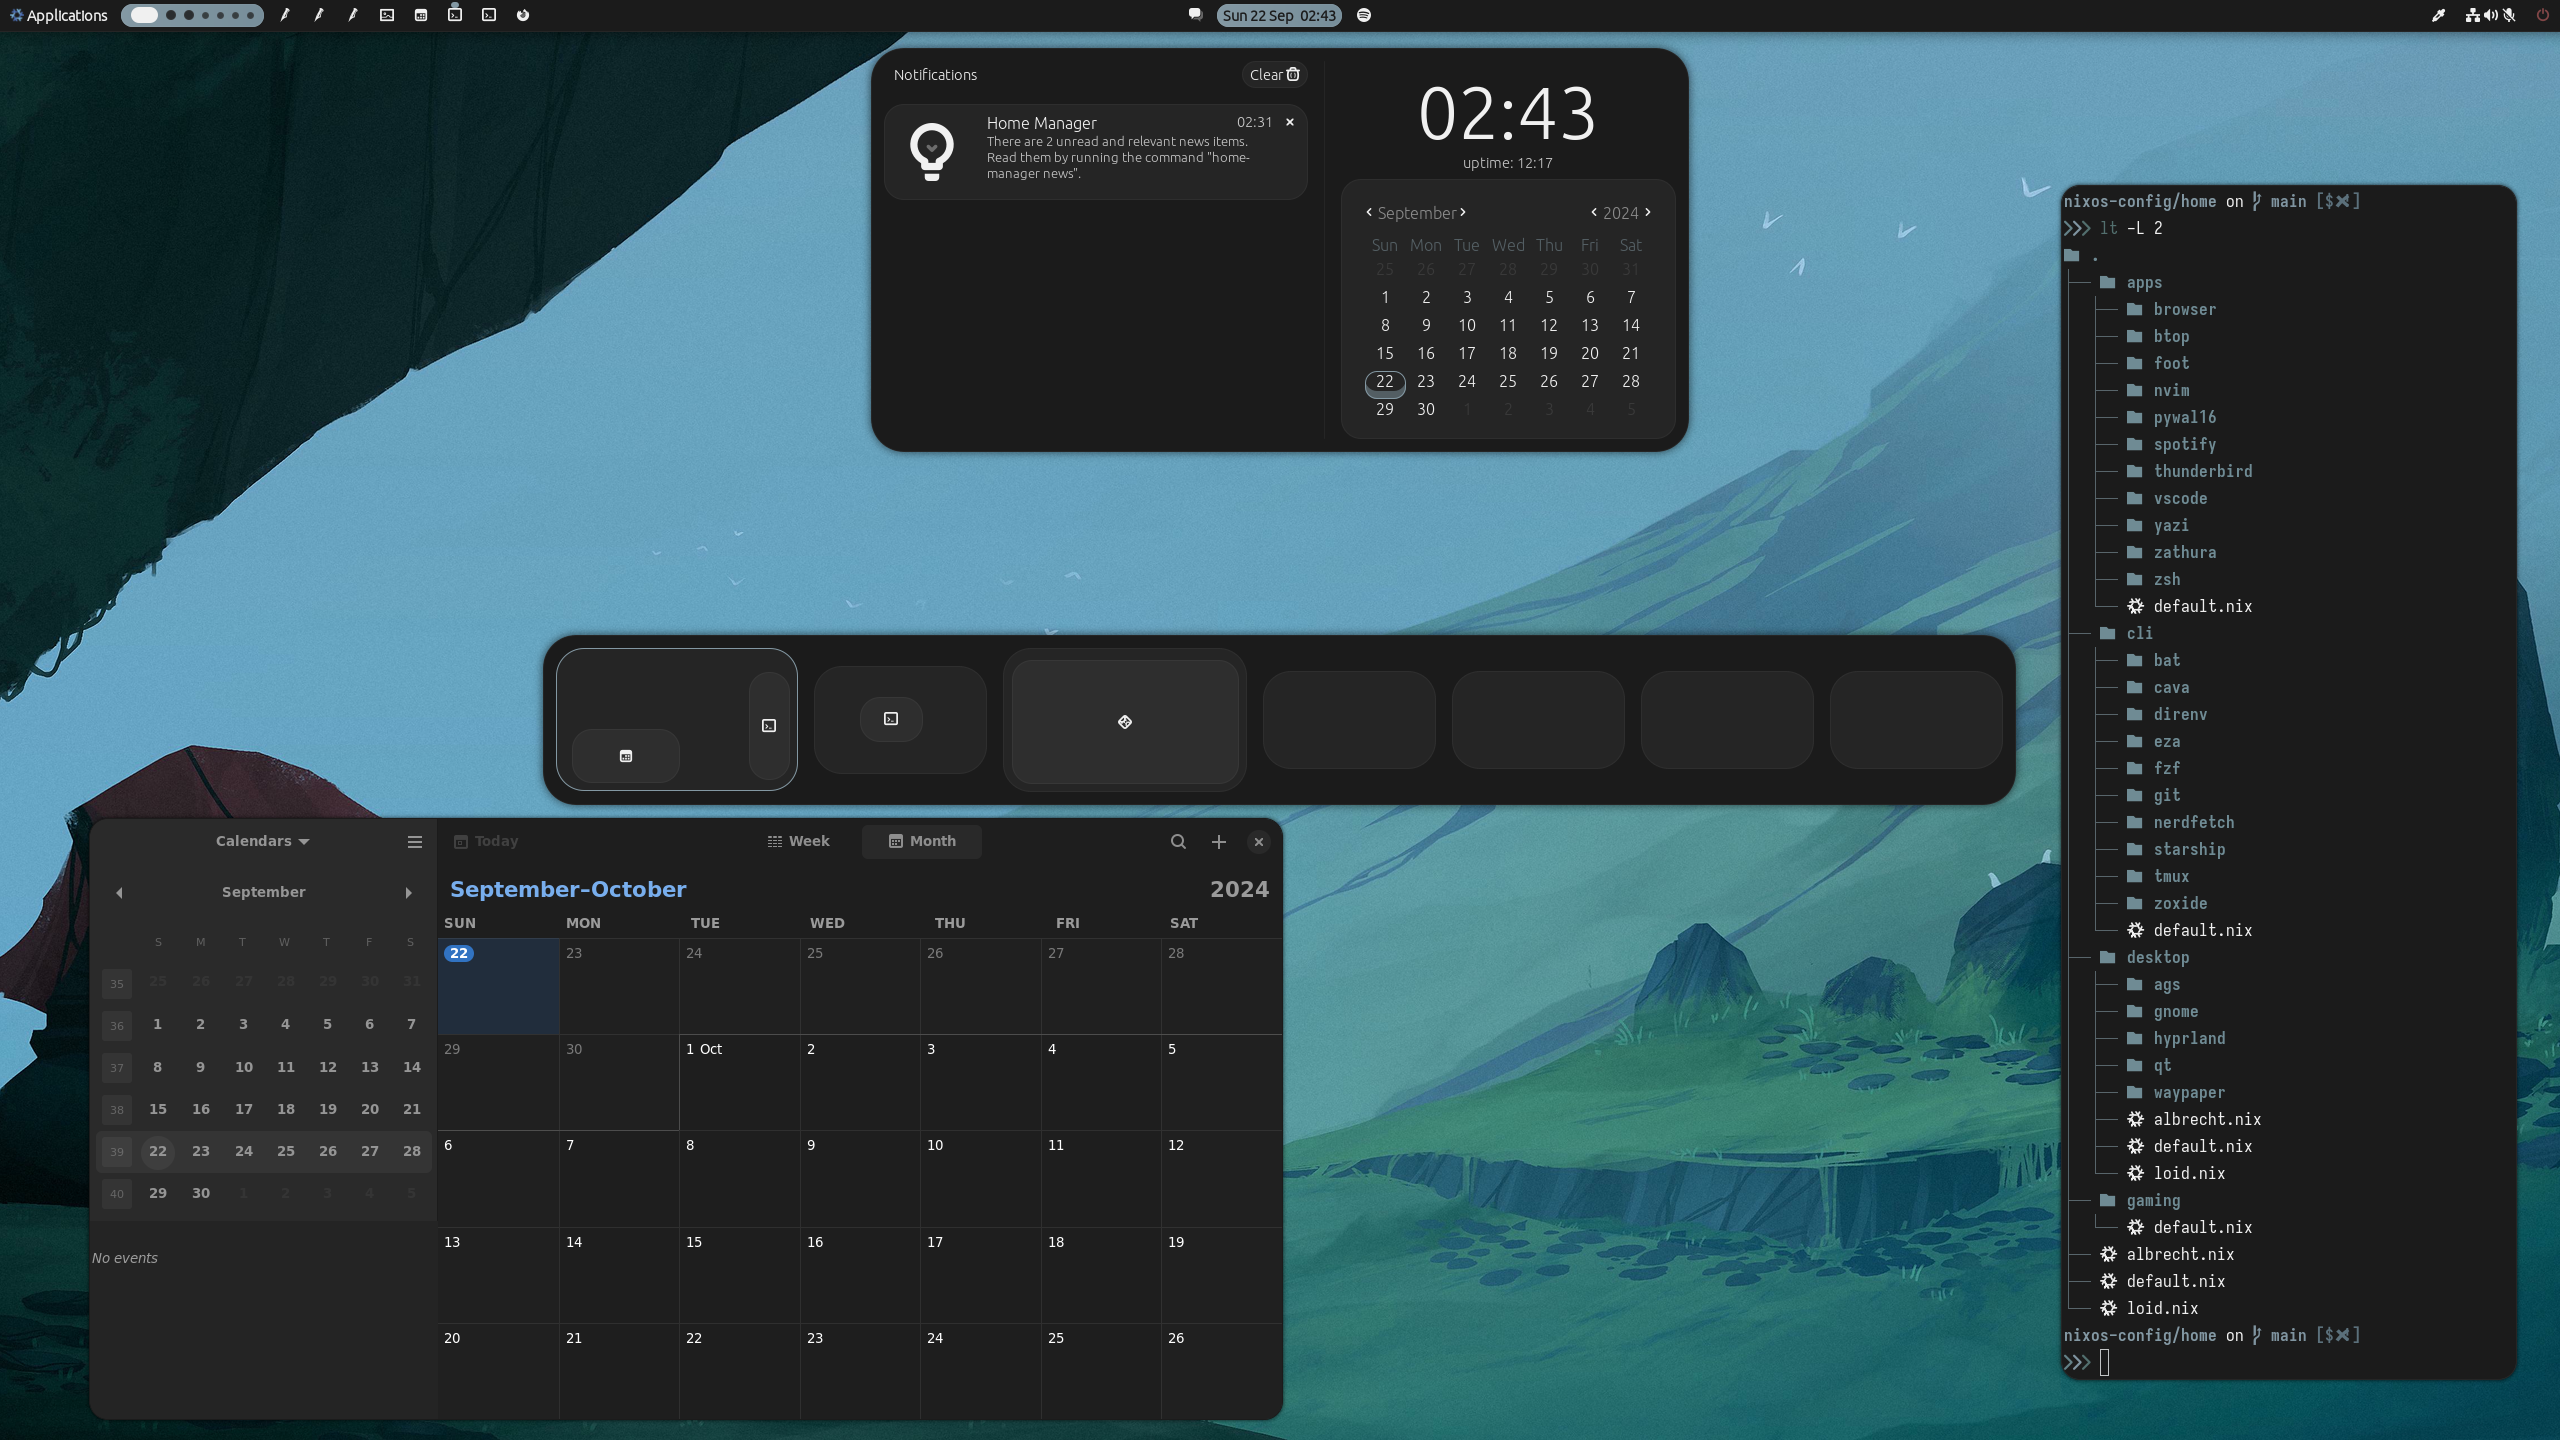 Applications
Sun 22 Sep 02:43
Notifications
Clear
Home Manager 02:31
There are 2 unread and relevant news items.
Read them by running the command "home-
manager news".
02:43
uptime: 12:17
September 2024
Sun Mon Tue Wed Thu Fri Sat
25 26 27 28 29 30 31
1 2 3 4 5 6 7
8 9 10 11 12 13 14
15 16 17 18 19 20 21
22 23 24 25 26 27 28
29 30 1 2 3 4 5
Calendars
September
S M T W T F S
35 25 26 27 28 29 30 31
36 1 2 3 4 5 6 7
37 8 9 10 11 12 13 14
38 15 16 17 18 19 20 21
39 22 23 24 25 26 27 28
40 29 30 1 2 3 4 5
No events
Today Week Month
September–October 2024
SUN MON TUE WED THU FRI SAT
22 23 24 25 26 27 28
29 30 1 Oct 2 3 4 5
6 7 8 9 10 11 12
13 14 15 16 17 18 19
20 21 22 23 24 25 26
nixos-config/home on main [$✘]
>>> lt -L 2
.
apps
browser
btop
foot
nvim
pywal16
spotify
thunderbird
vscode
yazi
zathura
zsh
default.nix
cli
bat
cava
direnv
eza
fzf
git
nerdfetch
starship
tmux
zoxide
default.nix
desktop
ags
gnome
hyprland
qt
waypaper
albrecht.nix
default.nix
loid.nix
gaming
default.nix
albrecht.nix
default.nix
loid.nix
nixos-config/home on main [$✘]
>>>